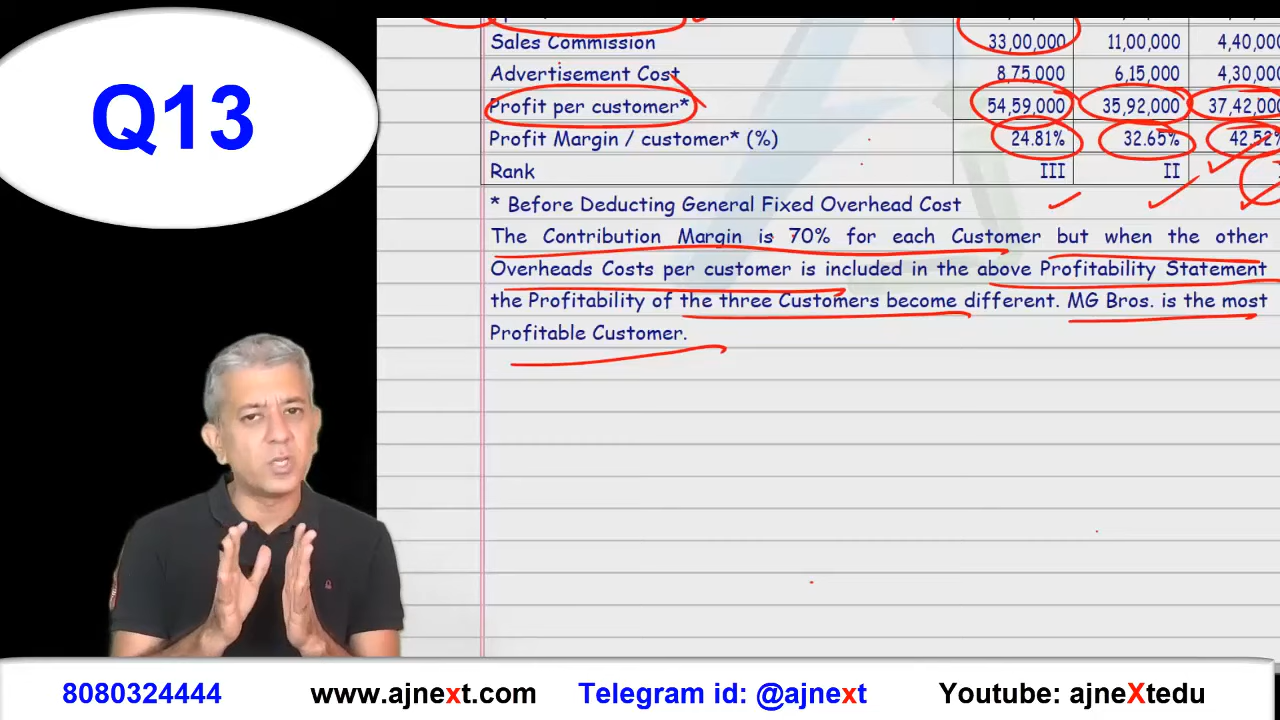 Q13
Sales Commission 33,00,000 11,00,000 4,40,00
Advertisement Cost 8,75,000 6,15,000 4,30,00
Profit per customer* 54,59,000 35,92,000 37,42,00
Profit Margin / customer* (%) 24.81% 32.65% 42.52%
Rank III II
* Before Deducting General Fixed Overhead Cost
The Contribution Margin is 70% for each Customer but when the other
Overheads Costs per customer is included in the above Profitability Statement
the Profitability of the three Customers become different. MG Bros. is the most
Profitable Customer.
8080324444 www.ajnext.com Telegram id: @ajnext Youtube: ajneXtedu